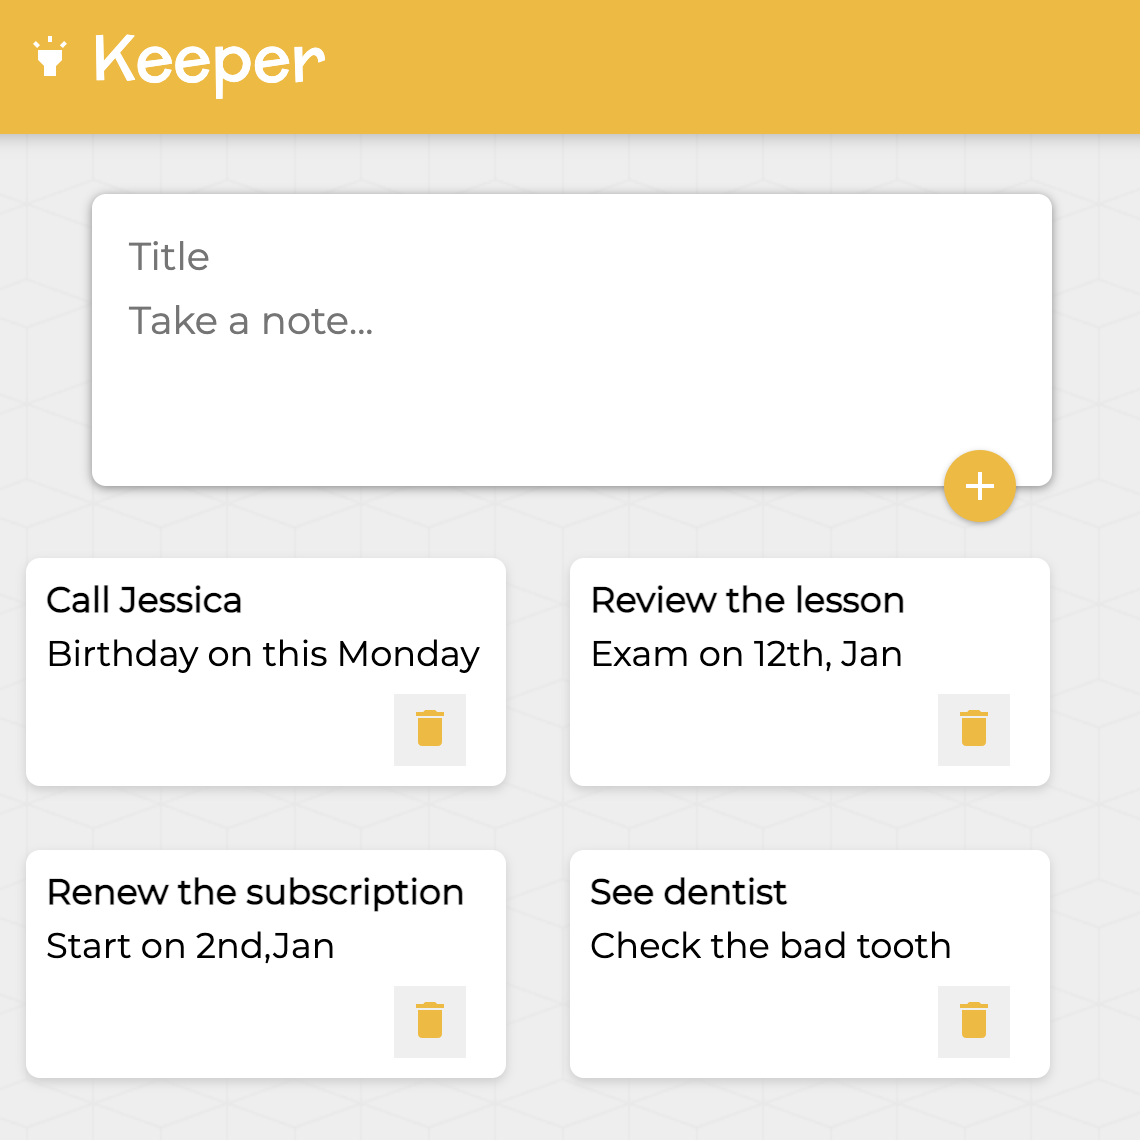 Keeper
Title
Take a note...
Call Jessica
Birthday on this Monday
Review the lesson
Exam on 12th, Jan
Renew the subscription
Start on 2nd,Jan
See dentist
Check the bad tooth